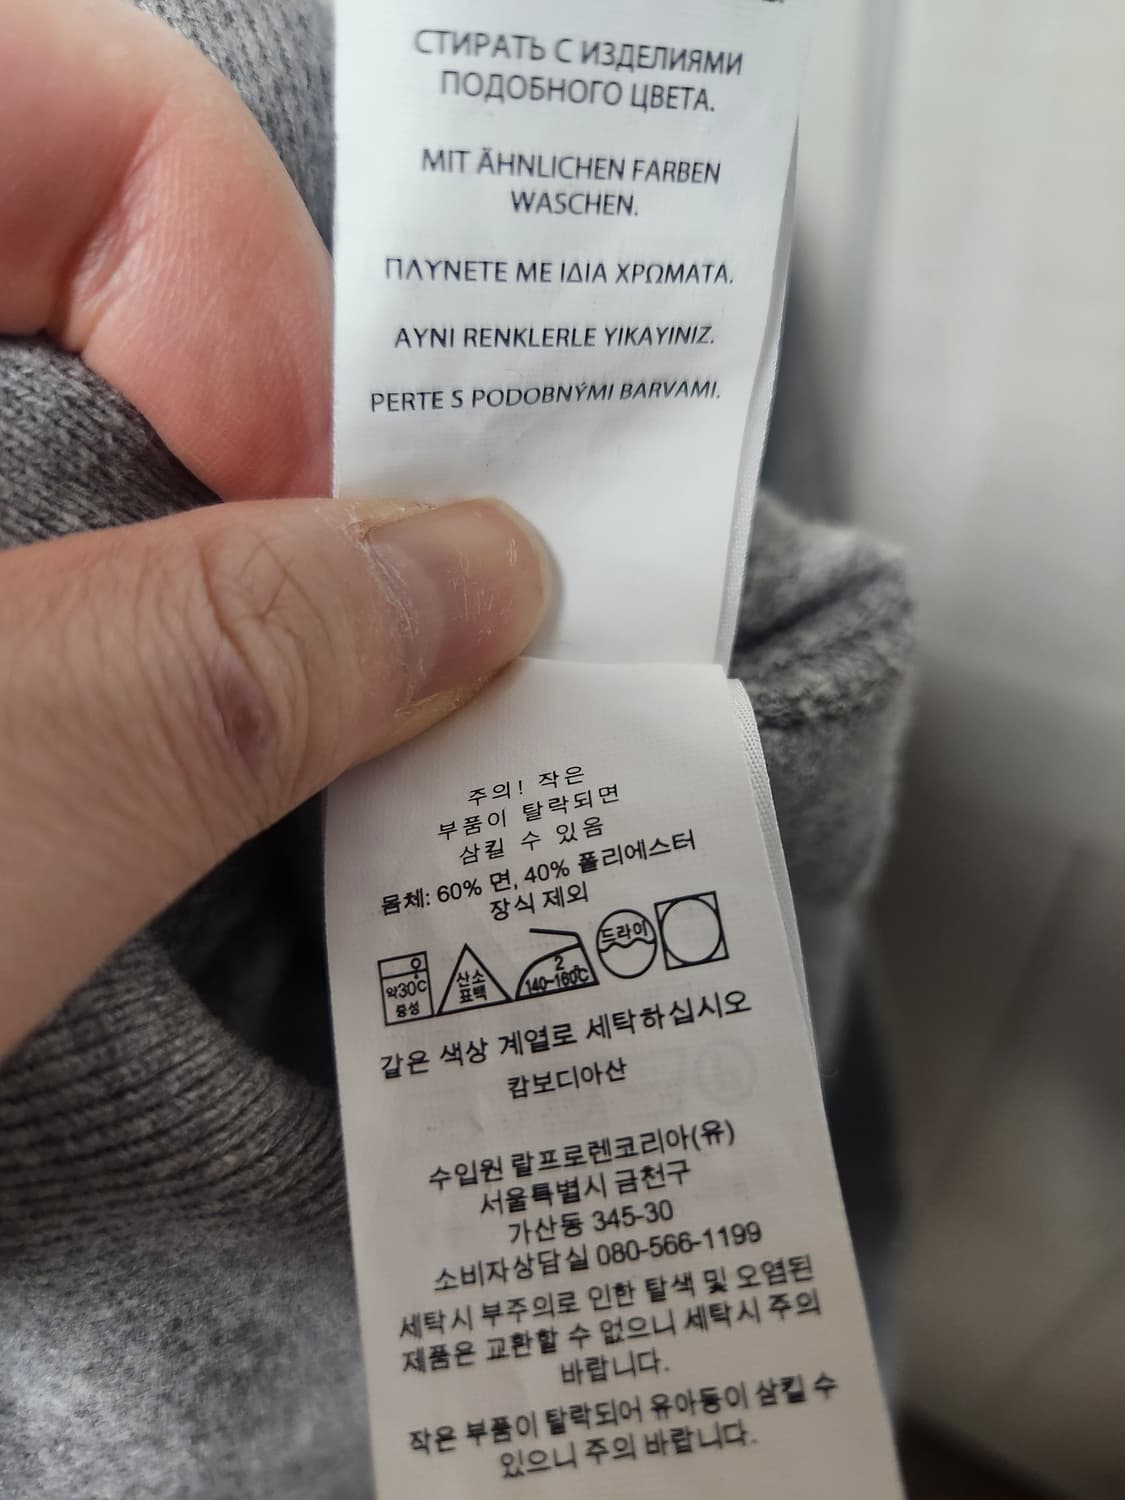 СТИРАТЬ С ИЗДЕЛИЯМИ
ПОДОБНОГО ЦВЕТА.
MIT ÄHNLICHEN FARBEN
WASCHEN.
ΠΛΥΝΕΤΕ ΜΕ ΙΔΙΑ ΧΡΩΜΑΤΑ.
AYNI RENKLERLE YIKAYINIZ.
PERTE S PODOBNÝMI BARVAMI.
주의! 작은
부품이 탈락되면
삼킬 수 있음
몸체: 60% 면, 40% 폴리에스터
장식 제외
약30℃
중성
산소
표백
2
140~160℃
드라이
같은 색상 계열로 세탁하십시오
캄보디아산
수입원 랄프로렌코리아(유)
서울특별시 금천구
가산동 345-30
소비자상담실 080-566-1199
세탁시 부주의로 인한 탈색 및 오염된
제품은 교환할 수 없으니 세탁시 주의
바랍니다.
작은 부품이 탈락되어 유아동이 삼킬 수
있으니 주의 바랍니다.